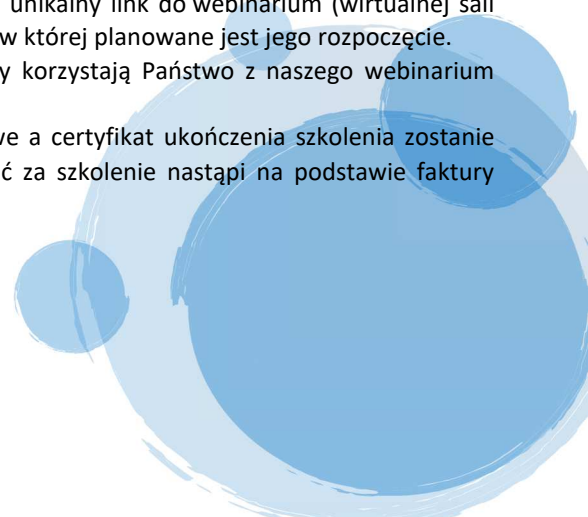 unikalny link do webinarium (wirtualnej sali
w której planowane jest jego rozpoczęcie.
y korzystają Państwo z naszego webinarium
ve a certyfikat ukończenia szkolenia zostanie
ć za szkolenie nastąpi na podstawie faktury